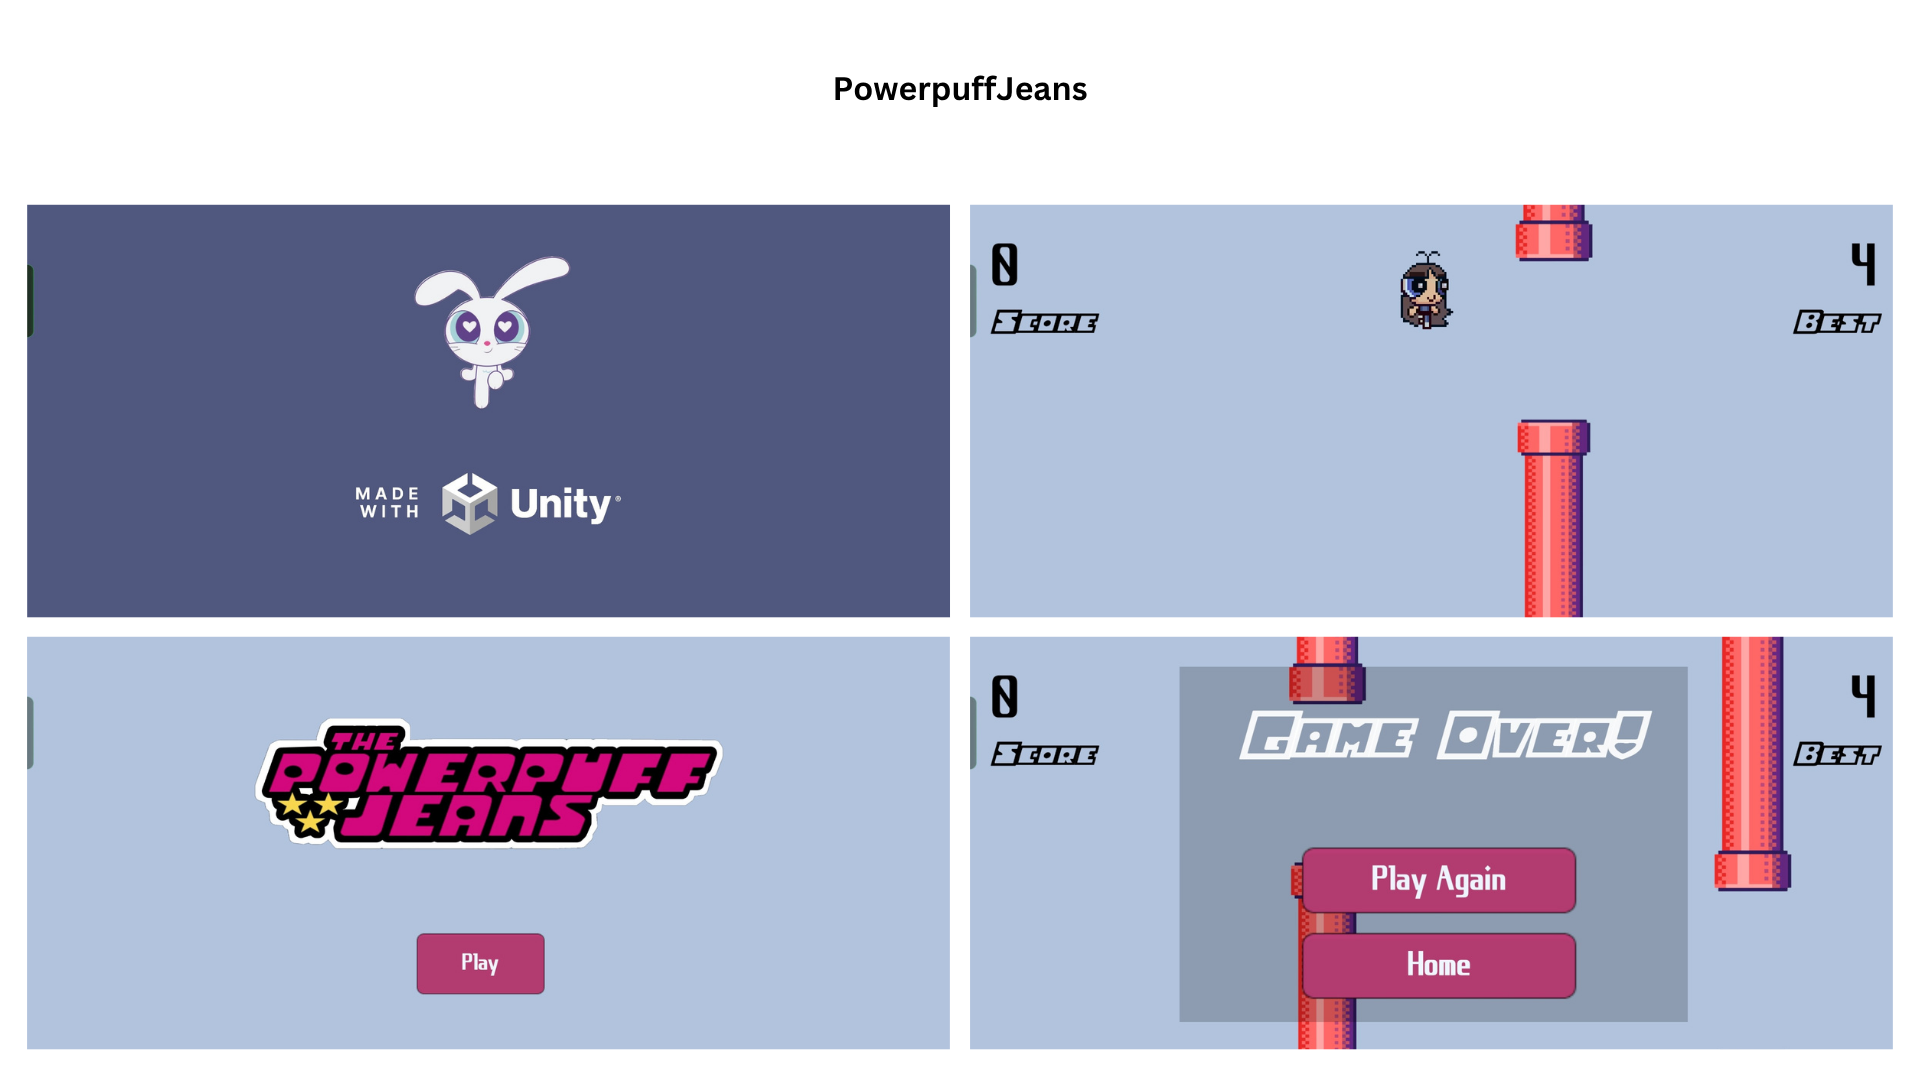 PowerpuffJeans
MADE
WITH
Unity®
0
Score
4
Best
THE
POWERPUFF
JEANS
Play
0
Score
4
Best
Game Over!
Play Again
Home